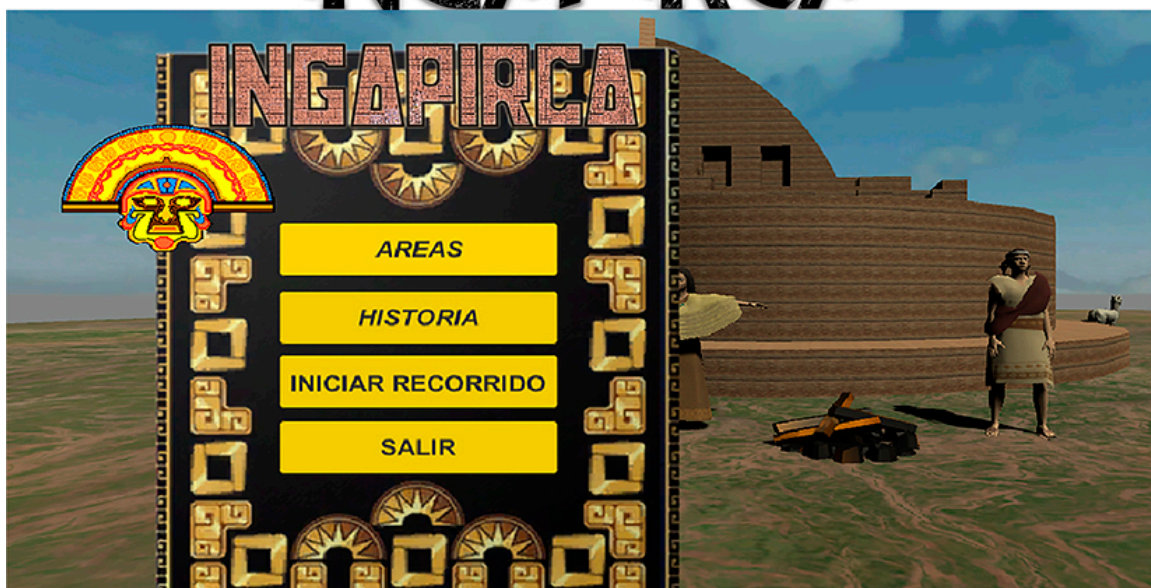 INGAPIRCA
AREAS
HISTORIA
INICIAR RECORRIDO
SALIR